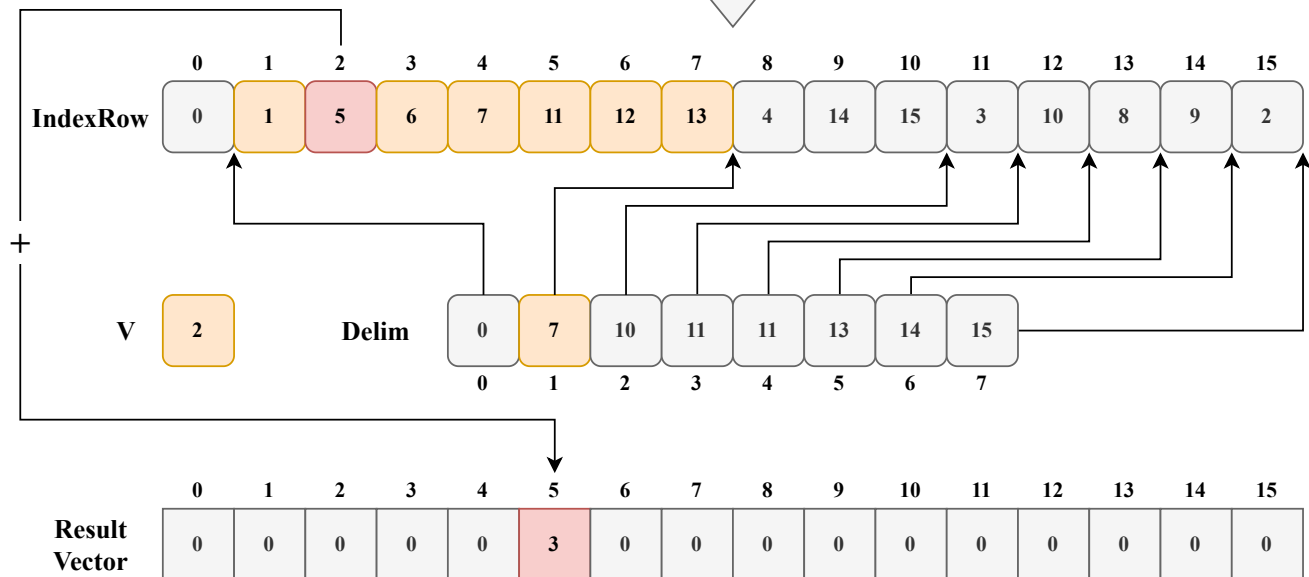 0 1 2 3 4 5 6 7 8 9 10 11 12 13 14 15
IndexRow 0 1 5 6 7 11 12 13 4 14 15 3 10 8 9 2
+
V 2 Delim 0 7 10 11 11 13 14 15
0 1 2 3 4 5 6 7
0 1 2 3 4 5 6 7 8 9 10 11 12 13 14 15
Result
Vector 0 0 0 0 0 3 0 0 0 0 0 0 0 0 0 0